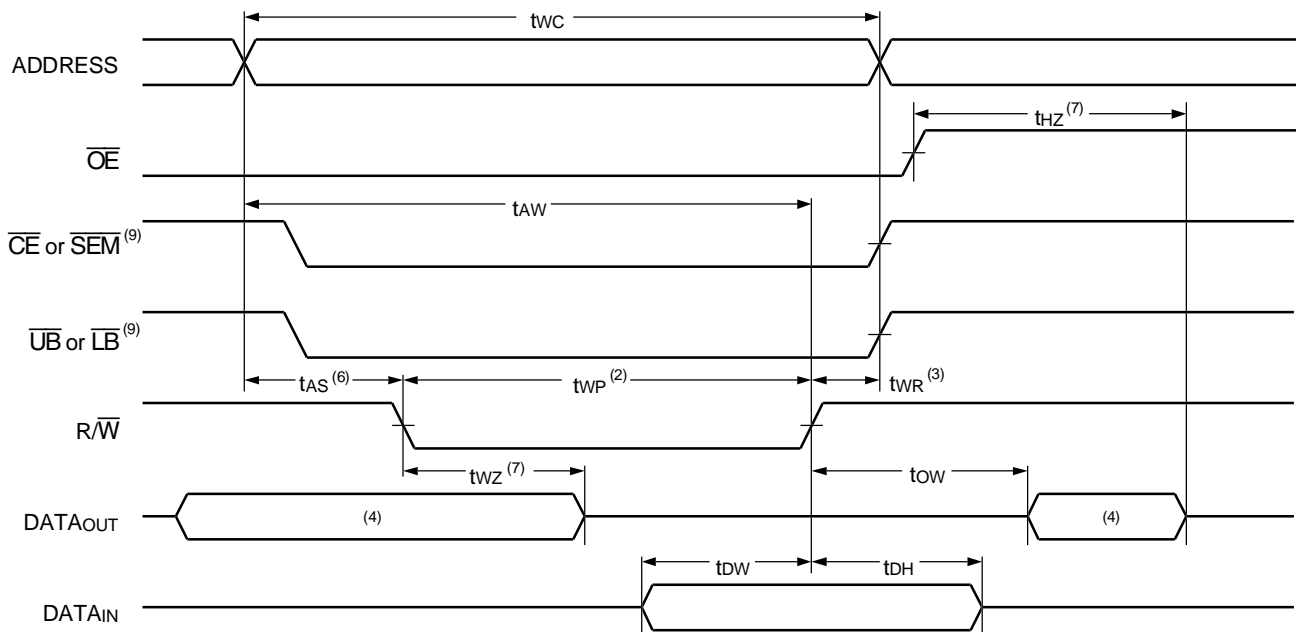 tWC
ADDRESS
tHZ (7)
OE
tAW
CE or SEM (9)
UB or LB (9)
tAS (6)
tWP (2)
tWR (3)
R/W
tWZ (7)
tOW
DATAOUT
(4)
(4)
tDW
tDH
DATAIN